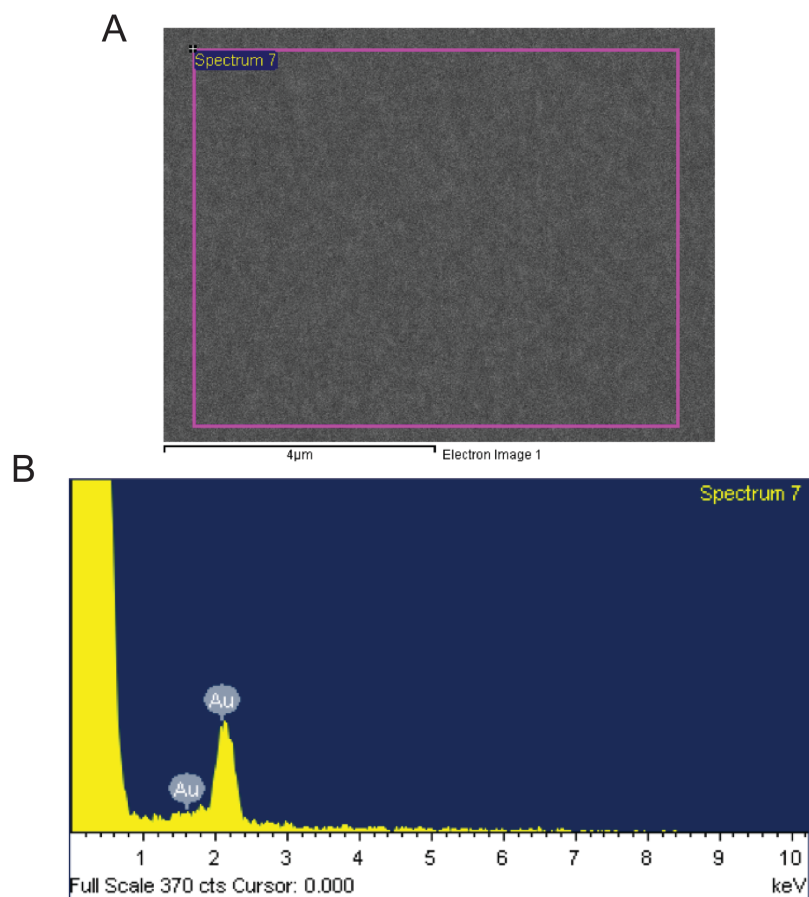 A
Spectrum 7
4µm Electron Image 1
B
Spectrum 7
Au
Au
1 2 3 4 5 6 7 8 9 10
Full Scale 370 cts Cursor: 0.000 keV